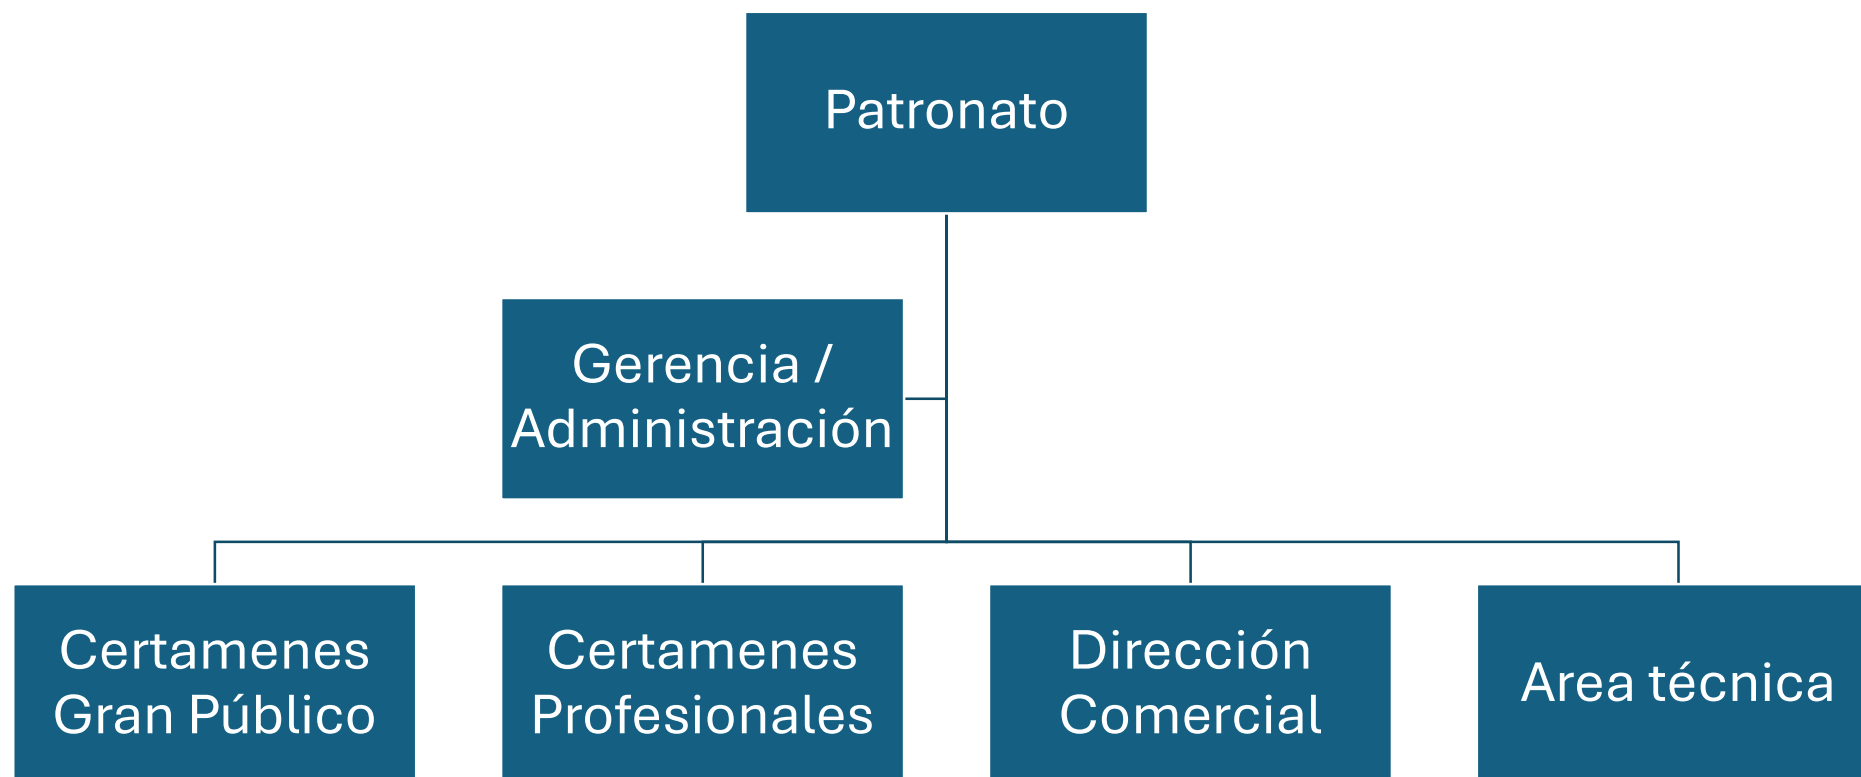 Patronato
Gerencia /
Administración
Certamenes
Gran Público
Certamenes
Profesionales
Dirección
Comercial
Area técnica